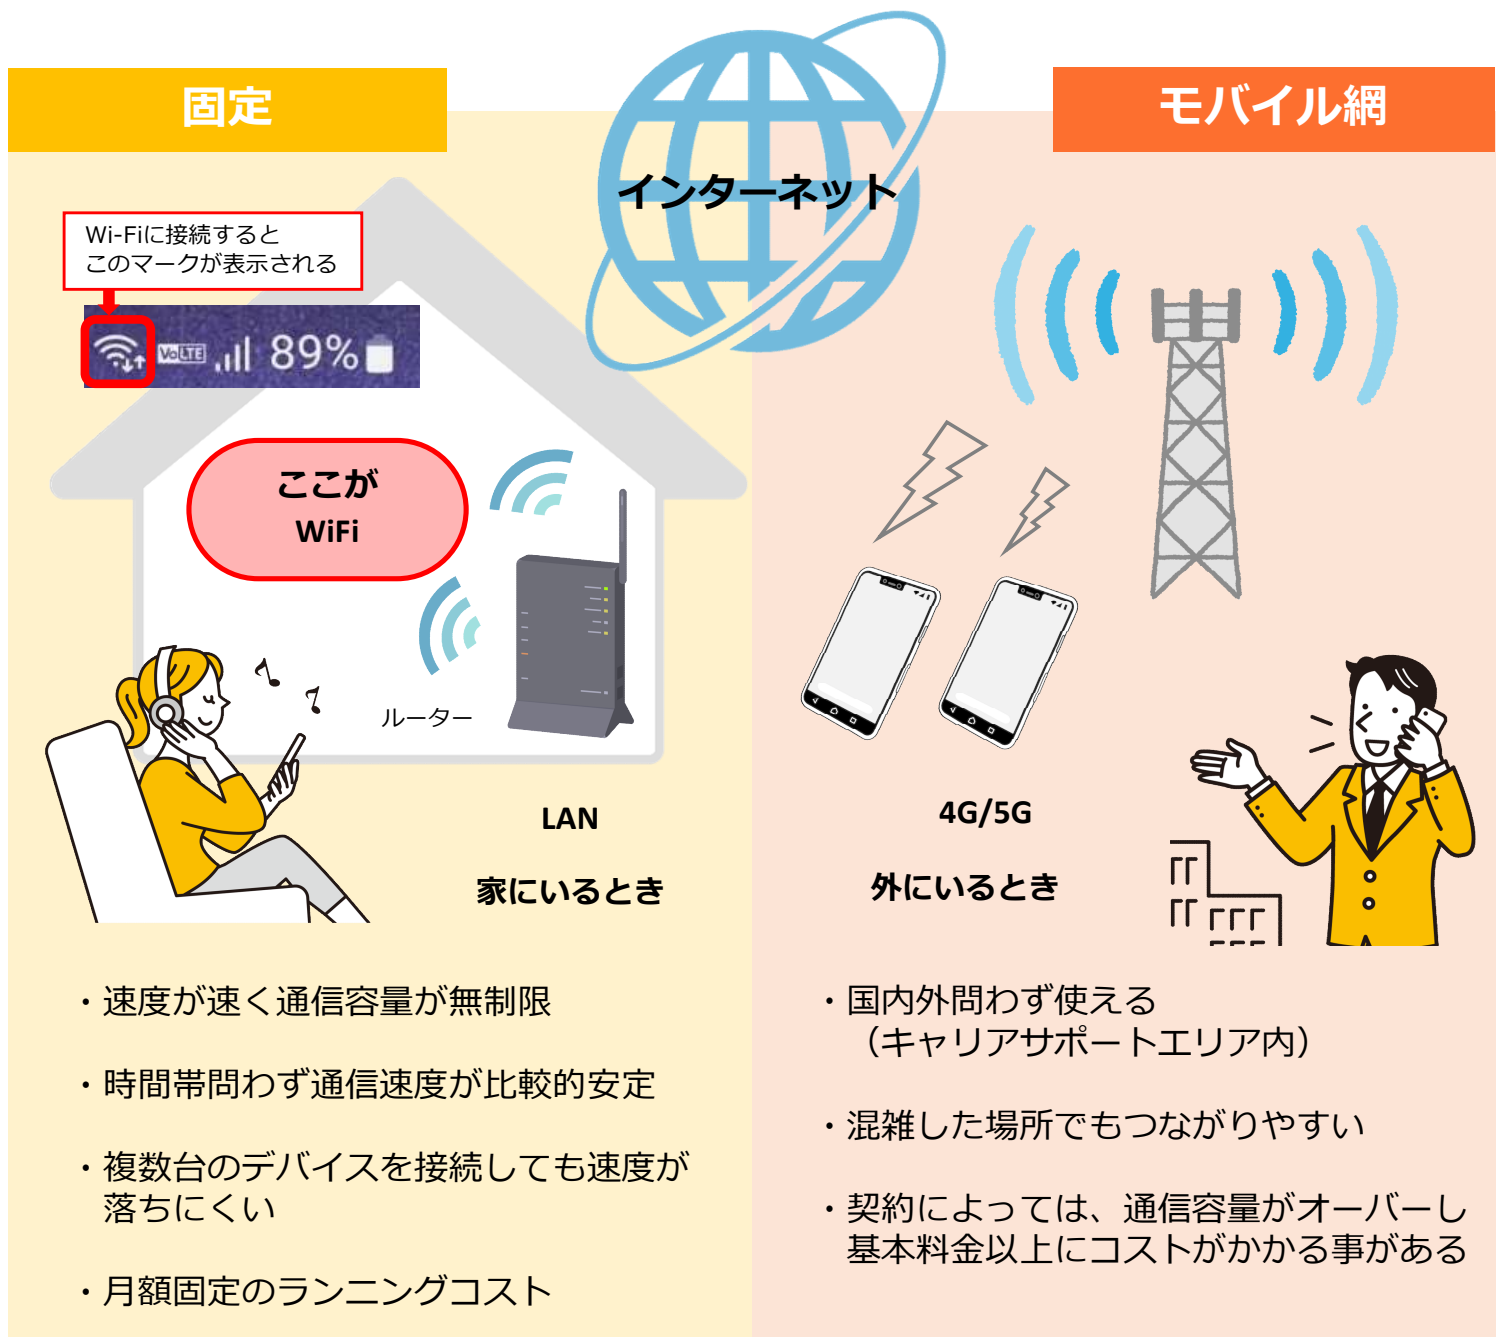 固定
インターネット
モバイル網
Wi-Fiに接続すると
このマークが表示される
VoLTE 89%
ここが
WiFi
ルーター
LAN
家にいるとき
4G/5G
外にいるとき
・速度が速く通信容量が無制限
・時間帯問わず通信速度が比較的安定
・複数台のデバイスを接続しても速度が
落ちにくい
・月額固定のランニングコスト
・国内外問わず使える
（キャリアサポートエリア内）
・混雑した場所でもつながりやすい
・契約によっては、通信容量がオーバーし
基本料金以上にコストがかかる事がある